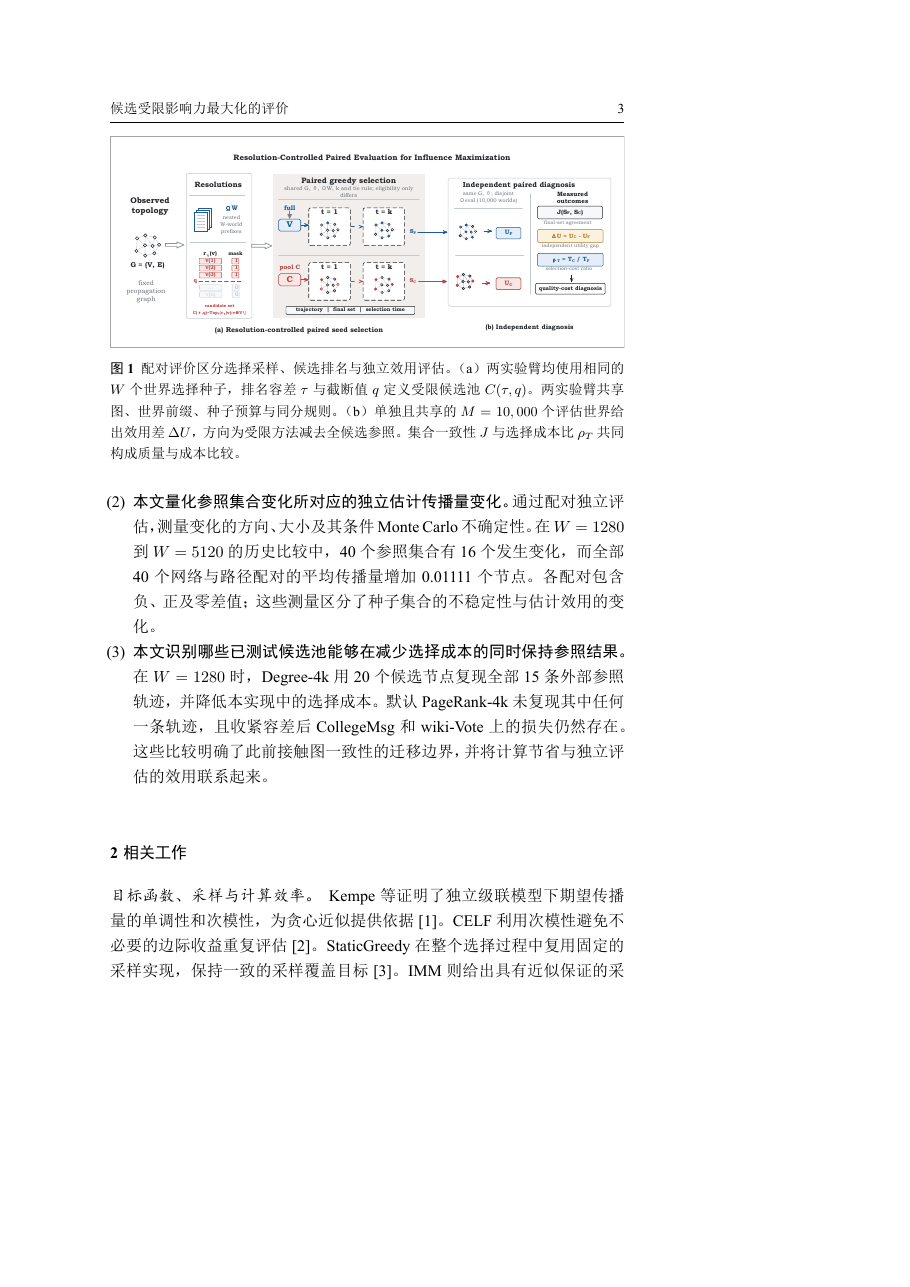 候选受限影响力最大化的评价 3
Resolution-Controlled Paired Evaluation for Influence Maximization
Observed
topology
G = (V, E)
fixed
propagation
graph
Resolutions
Ω W
nested
W-world
prefixes
mask
v(1) 1
v(2) 1
v(3) 1
q
candidate set
Paired greedy selection
differs
full
V
t = 1
t = k
pool C
C
t = 1
t = k
trajectory | final set | selection time
(a) Resolution-controlled paired seed selection
Independent paired diagnosis
Ωeval (10,000 worlds)
U_F
U_C
Measured
outcomes
J(S_F, S_C)
final-set agreement
ΔU = U_C - U_F
independent utility gap
ρ_T = T_C / T_F
selection-cost ratio
quality-cost diagnosis
(b) Independent diagnosis
图 1 配对评价区分选择采样、候选排名与独立效用评估。（a）两实验臂均使用相同的
W 个世界选择种子，排名容差 τ 与截断值 q 定义受限候选池 C(τ, q)。两实验臂共享
图、世界前缀、种子预算与同分规则。（b）单独且共享的 M = 10, 000 个评估世界给
出效用差 ΔU，方向为受限方法减去全候选参照。集合一致性 J 与选择成本比 ρ_T 共同
构成质量与成本比较。
(2) 本文量化参照集合变化所对应的独立估计传播量变化。通过配对独立评
估，测量变化的方向、大小及其条件 Monte Carlo 不确定性。在 W = 1280
到 W = 5120 的历史比较中，40 个参照集合有 16 个发生变化，而全部
40 个网络与路径配对的平均传播量增加 0.01111 个节点。各配对包含
负、正及零差值；这些测量区分了种子集合的不稳定性与估计效用的变
化。
(3) 本文识别哪些已测试候选池能够在减少选择成本的同时保持参照结果。
在 W = 1280 时，Degree-4k 用 20 个候选节点复现全部 15 条外部参照
轨迹，并降低本实现中的选择成本。默认 PageRank-4k 未复现其中任何
一条轨迹，且收紧容差后 CollegeMsg 和 wiki-Vote 上的损失仍然存在。
这些比较明确了此前接触图一致性的迁移边界，并将计算节省与独立评
估的效用联系起来。
2 相关工作
目标函数、采样与计算效率。 Kempe 等证明了独立级联模型下期望传播
量的单调性和次模性，为贪心近似提供依据 [1]。CELF 利用次模性避免不
必要的边际收益重复评估 [2]。StaticGreedy 在整个选择过程中复用固定的
采样实现，保持一致的采样覆盖目标 [3]。IMM 则给出具有近似保证的采